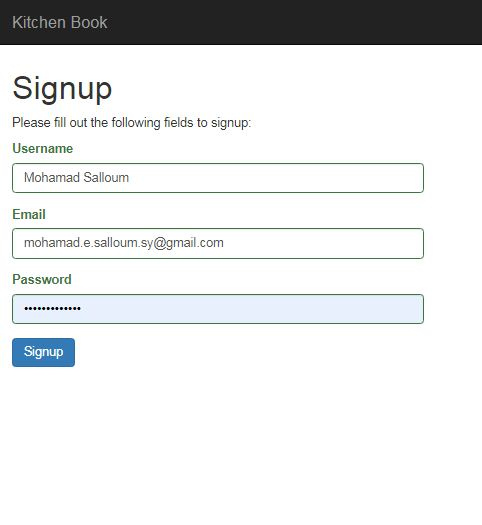 Kitchen Book
Signup
Please fill out the following fields to signup:
Username
Mohamad Salloum
Email
mohamad.e.salloum.sy@gmail.com
Password
•••••••••••••
Signup